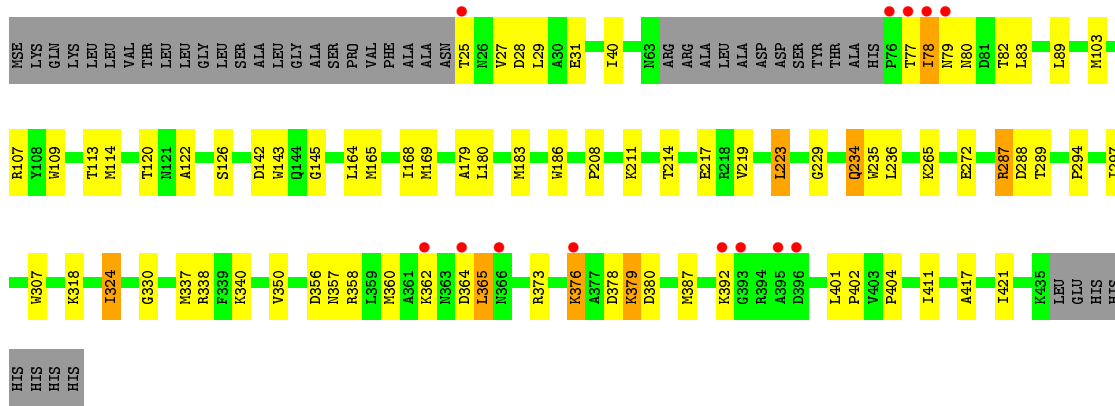 MSE LYS GLN LYS LEU LEU VAL THR LEU LEU GLY LEU SER ALA LEU GLY ALA SER PRO VAL PHE ALA ALA ASN T25 N26 V27 D28 L29 A30 E31 I40 N63 ARG ARG ALA LEU ALA ASP ASP SER TYR THR ALA HIS P76 T77 I78 N79 N80 D81 T82 L83 L89 M103
R107 Y108 W109 T113 M114 T120 N121 A122 S126 D142 W143 Q144 G145 L164 M165 I168 M169 A179 L180 M183 W186 P208 K211 T214 E217 R218 V219 L223 G229 Q234 W235 L236 K265 E272 R287 D288 T289 P294
W307 K318 I324 G330 M337 R338 F339 K340 V350 D356 N357 R358 L359 M360 A361 K362 N363 D364 L365 N366 R373 K376 A377 D378 K379 D380 M387 K392 G393 R394 A395 D396 L401 P402 V403 P404 I411 A417 I421 K435 LEU GLU HIS HIS
HIS HIS HIS HIS